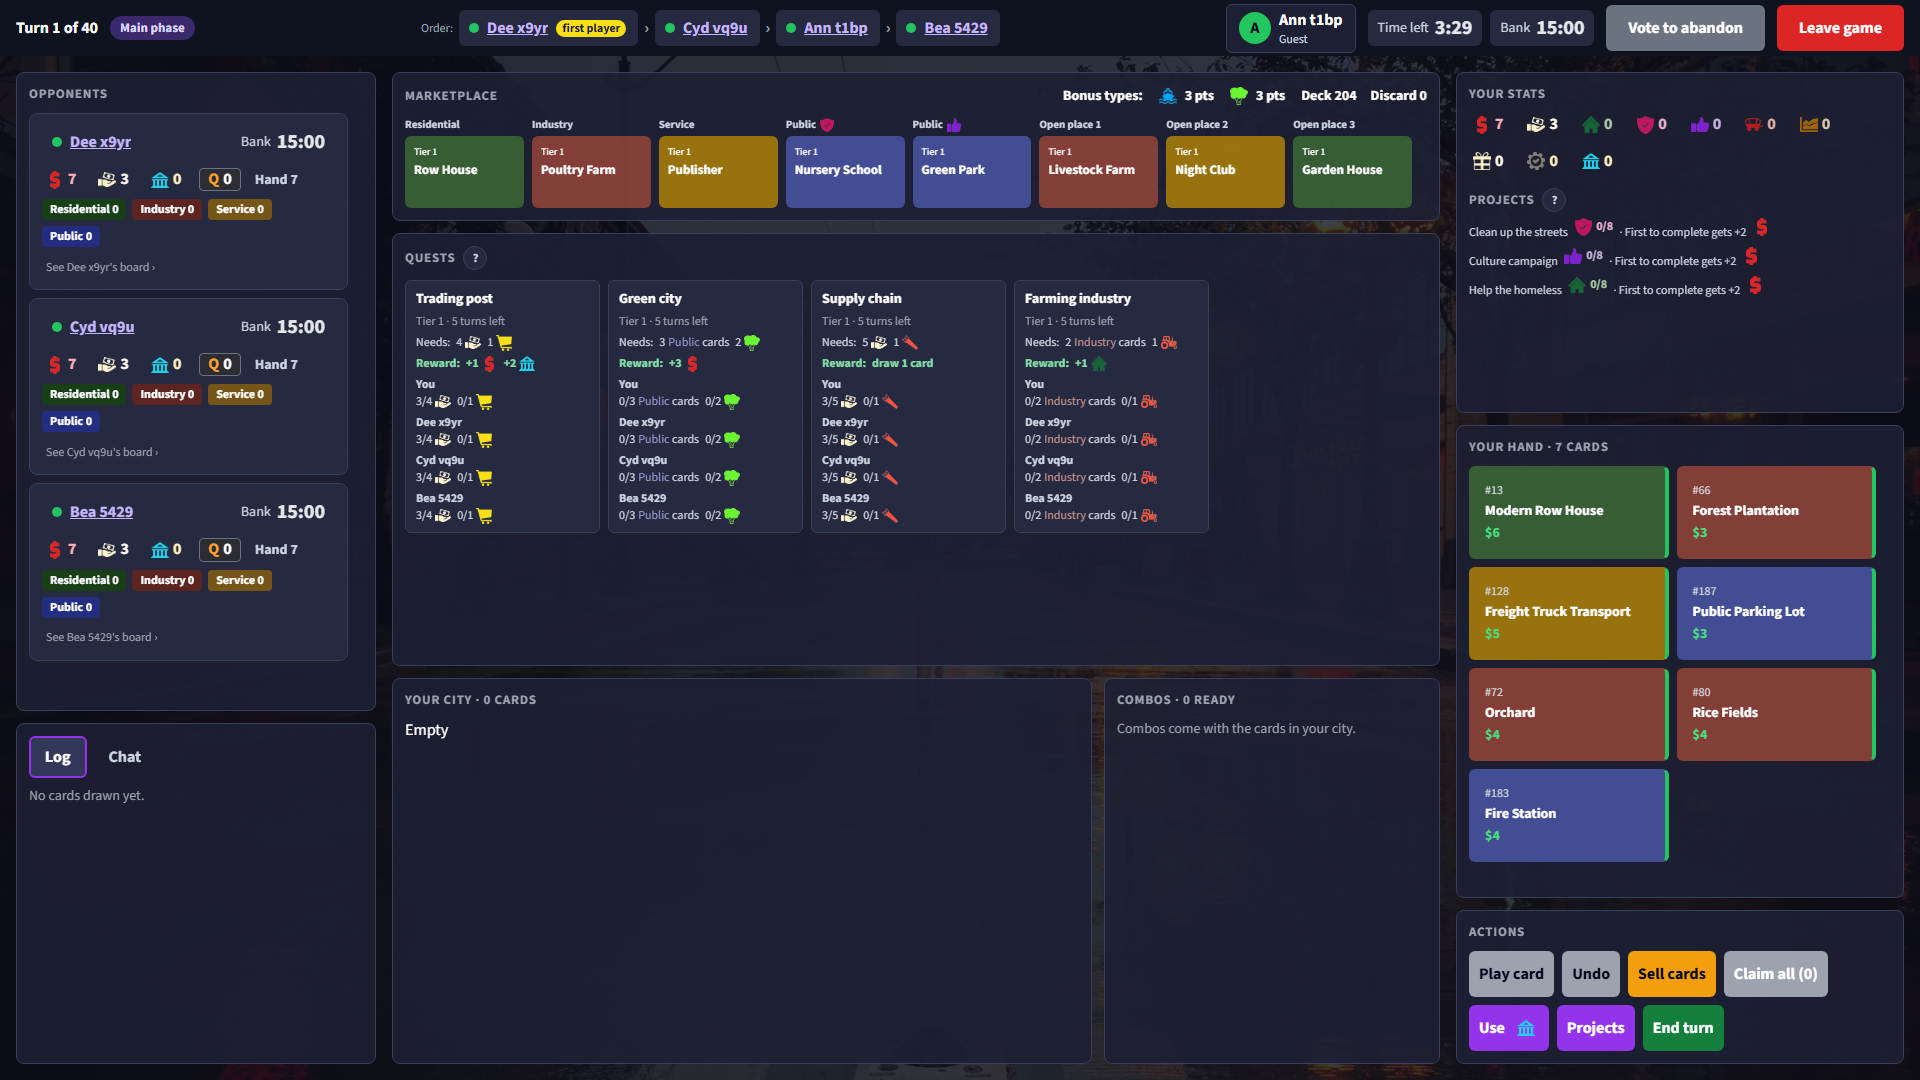 Turn 1 of 40 Main phase
Order: Dee x9yr first player › Cyd vq9u › Ann t1bp › Bea 5429
A Ann t1bp
Guest
Time left 3:29 Bank 15:00 Vote to abandon Leave game
OPPONENTS
Dee x9yr Bank 15:00
7 3 0 Q 0 Hand 7
Residential 0 Industry 0 Service 0
Public 0
See Dee x9yr's board ›
Cyd vq9u Bank 15:00
7 3 0 Q 0 Hand 7
Residential 0 Industry 0 Service 0
Public 0
See Cyd vq9u's board ›
Bea 5429 Bank 15:00
7 3 0 Q 0 Hand 7
Residential 0 Industry 0 Service 0
Public 0
See Bea 5429's board ›
Log Chat
No cards drawn yet.
MARKETPLACE
Bonus types: 3 pts 3 pts Deck 204 Discard 0
Residential Industry Service Public Public Open place 1 Open place 2 Open place 3
Tier 1 Tier 1 Tier 1 Tier 1 Tier 1 Tier 1 Tier 1 Tier 1
Row House Poultry Farm Publisher Nursery School Green Park Livestock Farm Night Club Garden House
QUESTS ?
Trading post
Tier 1 · 5 turns left
Needs: 4 1
Reward: +1 $ +2
You
3/4 0/1
Dee x9yr
3/4 0/1
Cyd vq9u
3/4 0/1
Bea 5429
3/4 0/1
Green city
Tier 1 · 5 turns left
Needs: 3 Public cards 2
Reward: +3 $
You
0/3 Public cards 0/2
Dee x9yr
0/3 Public cards 0/2
Cyd vq9u
0/3 Public cards 0/2
Bea 5429
0/3 Public cards 0/2
Supply chain
Tier 1 · 5 turns left
Needs: 5 1
Reward: draw 1 card
You
3/5 0/1
Dee x9yr
3/5 0/1
Cyd vq9u
3/5 0/1
Bea 5429
3/5 0/1
Farming industry
Tier 1 · 5 turns left
Needs: 2 Industry cards 1
Reward: +1
You
0/2 Industry cards 0/1
Dee x9yr
0/2 Industry cards 0/1
Cyd vq9u
0/2 Industry cards 0/1
Bea 5429
0/2 Industry cards 0/1
YOUR CITY · 0 CARDS
Empty
COMBOS · 0 READY
Combos come with the cards in your city.
YOUR STATS
$ 7 3 0 0 0 0 0
0 0 0
PROJECTS ?
Clean up the streets 0/8 · First to complete gets +2 $
Culture campaign 0/8 · First to complete gets +2 $
Help the homeless 0/8 · First to complete gets +2 $
YOUR HAND · 7 CARDS
#13
Modern Row House
$6
#66
Forest Plantation
$3
#128
Freight Truck Transport
$5
#187
Public Parking Lot
$3
#72
Orchard
$4
#80
Rice Fields
$4
#183
Fire Station
$4
ACTIONS
Play card Undo Sell cards Claim all (0)
Use Projects End turn